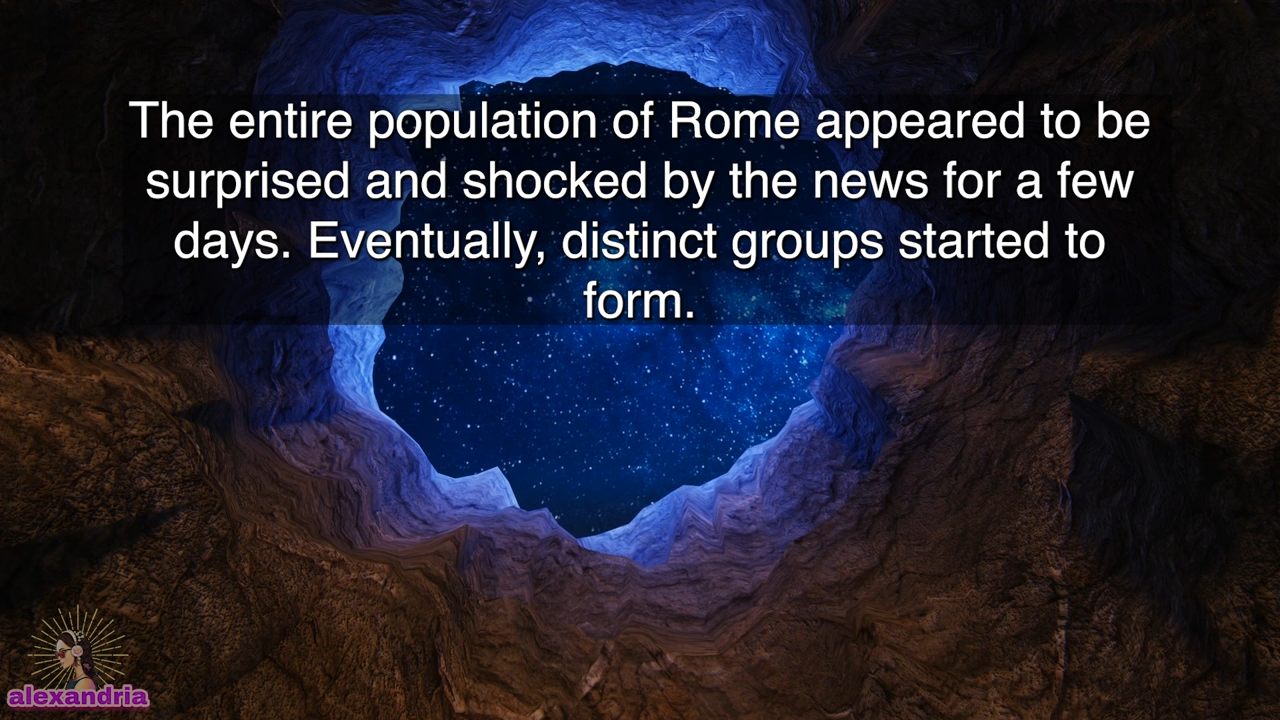 The entire population of Rome appeared to be
surprised and shocked by the news for a few
days. Eventually, distinct groups started to
form.
alexandria